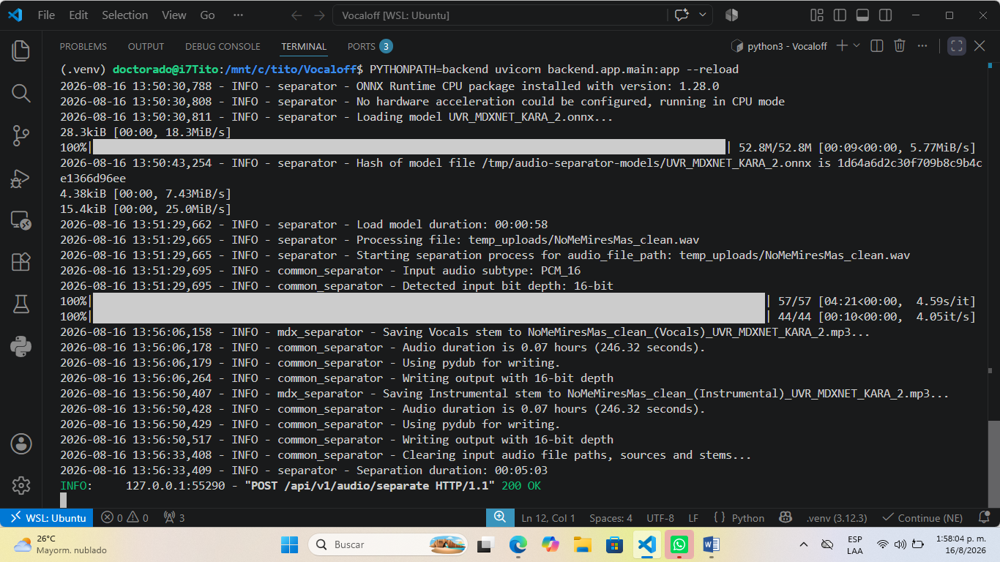 File Edit Selection View Go ··· Vocaloff [WSL: Ubuntu]
PROBLEMS OUTPUT DEBUG CONSOLE TERMINAL PORTS 3 python3 - Vocaloff
(.venv) doctorado@i7Tito:/mnt/c/tito/Vocaloff$ PYTHONPATH=backend uvicorn backend.app.main:app --reload
2026-08-16 13:50:30,788 - INFO - separator - ONNX Runtime CPU package installed with version: 1.28.0
2026-08-16 13:50:30,808 - INFO - separator - No hardware acceleration could be configured, running in CPU mode
2026-08-16 13:50:30,811 - INFO - separator - Loading model UVR_MDXNET_KARA_2.onnx...
28.3kiB [00:00, 18.3MiB/s]
100%| | 52.8M/52.8M [00:09<00:00, 5.77MiB/s]
2026-08-16 13:50:43,254 - INFO - separator - Hash of model file /tmp/audio-separator-models/UVR_MDXNET_KARA_2.onnx is 1d64a6d2c30f709b8c9b4c
e1366d96ee
4.38kiB [00:00, 7.43MiB/s]
15.4kiB [00:00, 25.0MiB/s]
2026-08-16 13:51:29,662 - INFO - separator - Load model duration: 00:00:58
2026-08-16 13:51:29,665 - INFO - separator - Processing file: temp_uploads/NoMeMiresMas_clean.wav
2026-08-16 13:51:29,665 - INFO - separator - Starting separation process for audio_file_path: temp_uploads/NoMeMiresMas_clean.wav
2026-08-16 13:51:29,695 - INFO - common_separator - Input audio subtype: PCM_16
2026-08-16 13:51:29,695 - INFO - common_separator - Detected input bit depth: 16-bit
100%| | 57/57 [04:21<00:00, 4.59s/it]
100%| | 44/44 [00:10<00:00, 4.05it/s]
2026-08-16 13:56:06,158 - INFO - mdx_separator - Saving Vocals stem to NoMeMiresMas_clean_(Vocals)_UVR_MDXNET_KARA_2.mp3...
2026-08-16 13:56:06,178 - INFO - common_separator - Audio duration is 0.07 hours (246.32 seconds).
2026-08-16 13:56:06,179 - INFO - common_separator - Using pydub for writing.
2026-08-16 13:56:06,264 - INFO - common_separator - Writing output with 16-bit depth
2026-08-16 13:56:50,407 - INFO - mdx_separator - Saving Instrumental stem to NoMeMiresMas_clean_(Instrumental)_UVR_MDXNET_KARA_2.mp3...
2026-08-16 13:56:50,428 - INFO - common_separator - Audio duration is 0.07 hours (246.32 seconds).
2026-08-16 13:56:50,429 - INFO - common_separator - Using pydub for writing.
2026-08-16 13:56:50,517 - INFO - common_separator - Writing output with 16-bit depth
2026-08-16 13:56:33,408 - INFO - common_separator - Clearing input audio file paths, sources and stems...
2026-08-16 13:56:33,409 - INFO - separator - Separation duration: 00:05:03
INFO: 127.0.0.1:55290 - "POST /api/v1/audio/separate HTTP/1.1" 200 OK
WSL: Ubuntu 0 0 3 Ln 12, Col 1 Spaces: 4 UTF-8 LF { } Python .venv (3.12.3) Continue (NE)
26°C
Mayorm. nublado
Buscar
ESP
LAA
1:58:04 p. m.
16/8/2026